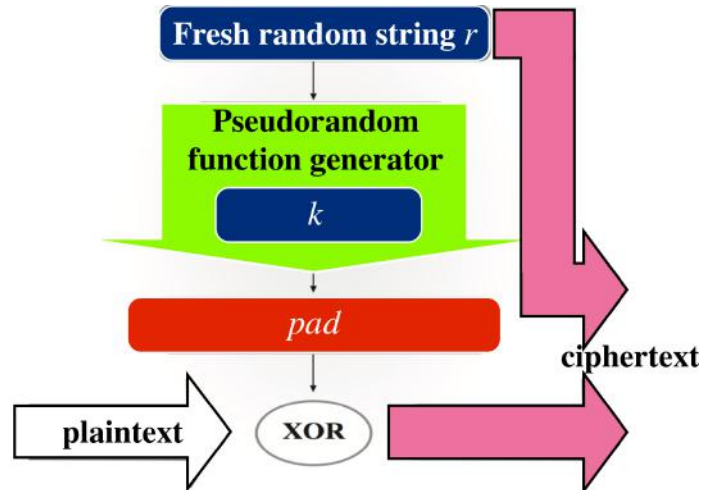 Fresh random string r
Pseudorandom
function generator
k
pad
ciphertext
plaintext
XOR